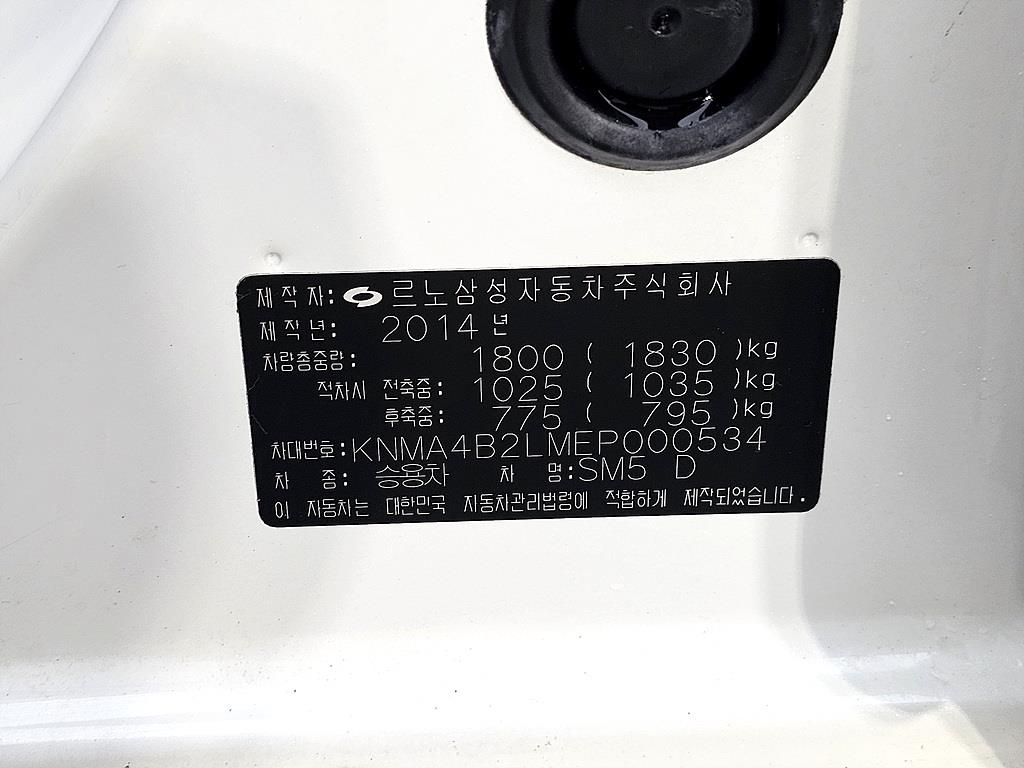 제 작 자: 르노삼성자동차주식회사
제 작 년: 2014 년
차량총중량: 1800 ( 1830 )kg
적차시 전축중: 1025 ( 1035 )kg
후축중: 775 ( 795 )kg
차대번호:KNMA4B2LMEP000534
차 종: 승용차 차 명:SM5 D
이 자동차는 대한민국 자동차관리법령에 적합하게 제작되었습니다.